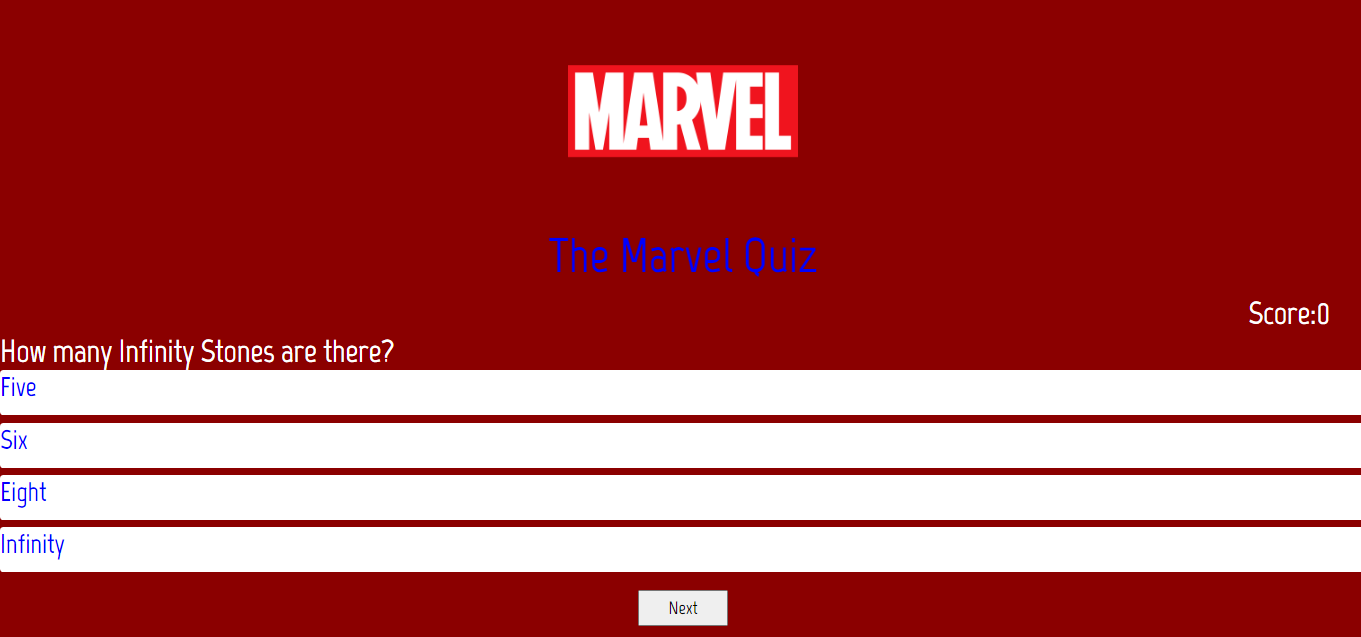 MARVEL
The Marvel Quiz
Score:0
How many Infinity Stones are there?
Five
Six
Eight
Infinity
Next